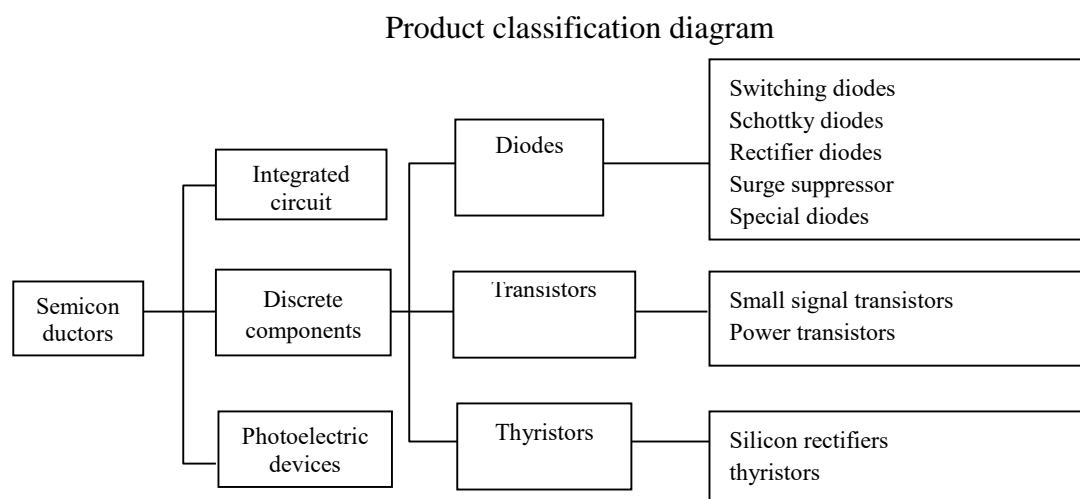 Product classification diagram
Semicon
ductors
Integrated
circuit
Discrete
components
Photoelectric
devices
Diodes
Transistors
Thyristors
Switching diodes
Schottky diodes
Rectifier diodes
Surge suppressor
Special diodes
Small signal transistors
Power transistors
Silicon rectifiers
thyristors